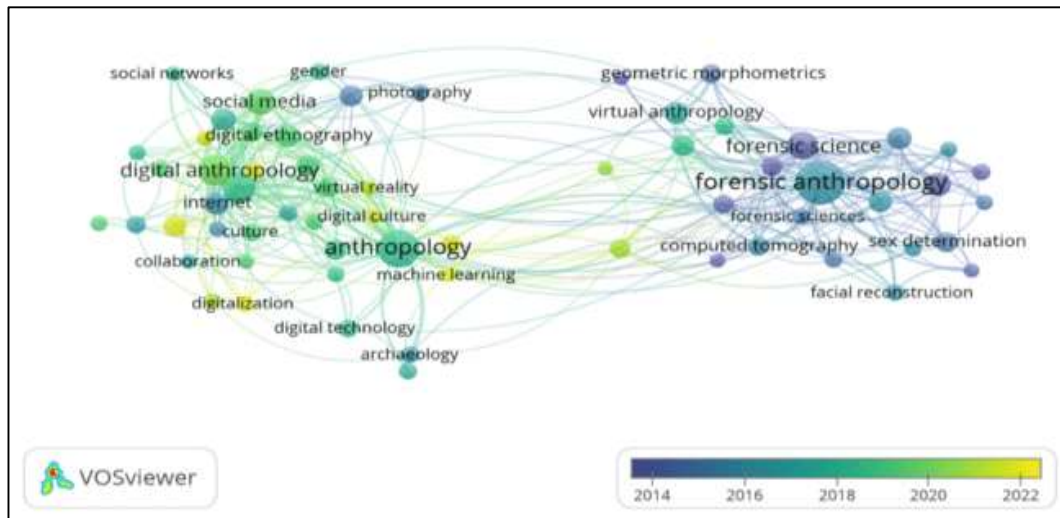 social networks
gender
photography
social media
digital ethnography
digital anthropology
virtual reality
internet
digital culture
culture
anthropology
collaboration
machine learning
digitalization
digital technology
archaeology
geometric morphometrics
virtual anthropology
forensic science
forensic anthropology
forensic sciences
computed tomography
sex determination
facial reconstruction
VOSviewer
2014 2016 2018 2020 2022